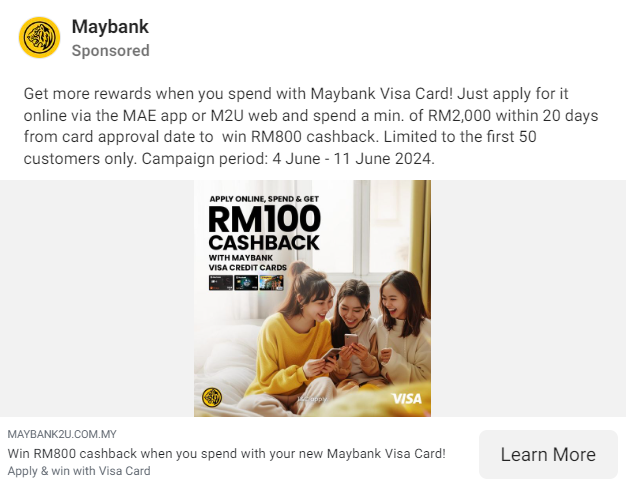 Maybank
Sponsored
Get more rewards when you spend with Maybank Visa Card! Just apply for it
online via the MAE app or M2U web and spend a min. of RM2,000 within 20 days
from card approval date to  win RM800 cashback. Limited to the first 50
customers only. Campaign period: 4 June - 11 June 2024.
APPLY ONLINE, SPEND & GET
RM100
CASHBACK
WITH MAYBANK
VISA CREDIT CARDS
T&C apply
VISA
MAYBANK2U.COM.MY
Win RM800 cashback when you spend with your new Maybank Visa Card!
Apply & win with Visa Card
Learn More